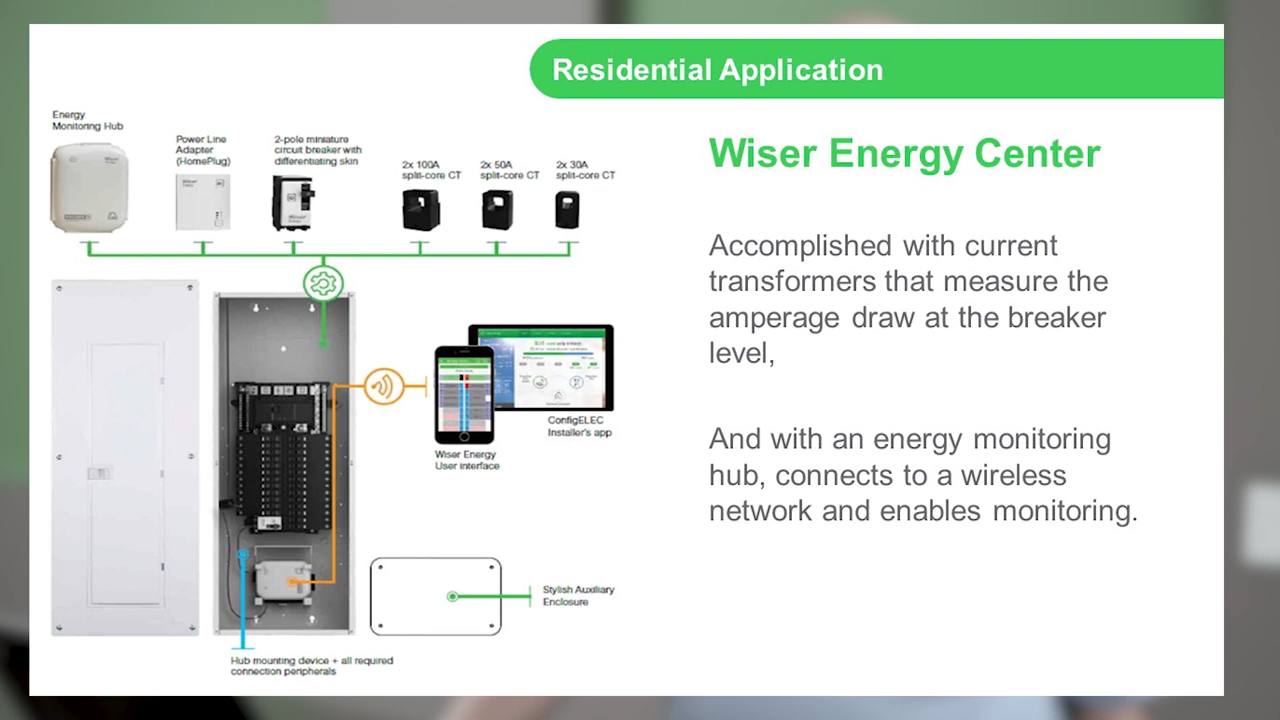 Residential Application
Energy
Monitoring Hub
Power Line
Adapter
(HomePlug)
2-pole miniature
circuit breaker with
differentiating skin
2x 100A
split-core CT
2x 50A
split-core CT
2x 30A
split-core CT
Wiser Energy Center
Accomplished with current
transformers that measure the
amperage draw at the breaker
level,
And with an energy monitoring
hub, connects to a wireless
network and enables monitoring.
ConfigELEC
Installer's app
Wiser Energy
User interface
Stylish Auxiliary
Enclosure
Hub mounting device + all required
connection peripherals